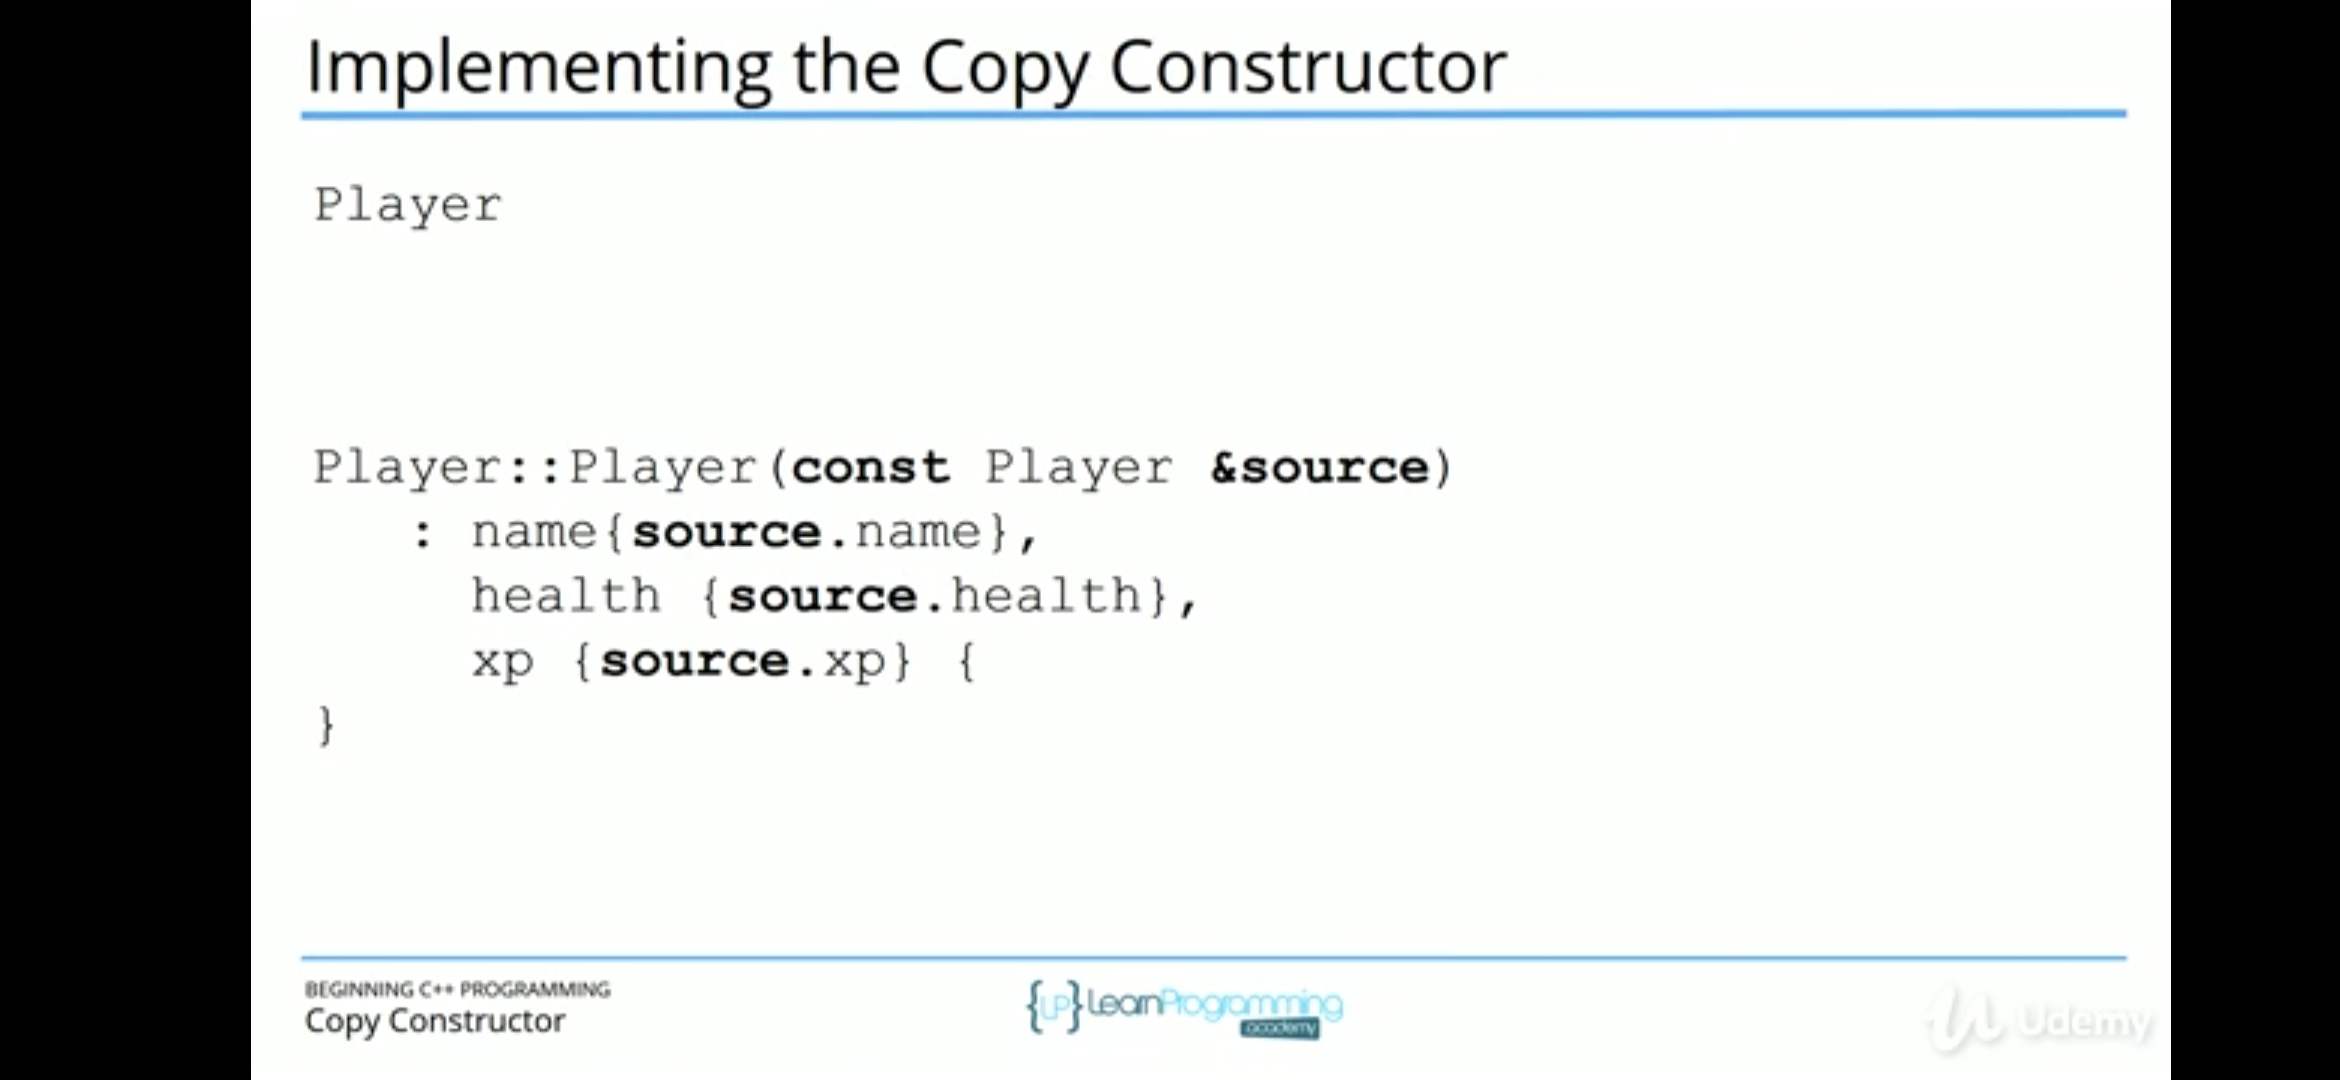 Implementing the Copy Constructor
Player
Player::Player(const Player &source)
: name{source.name},
health {source.health},
xp {source.xp} {
}
BEGINNING C++ PROGRAMMING
Copy Constructor
{LP} LearnProgramming
academy
Udemy